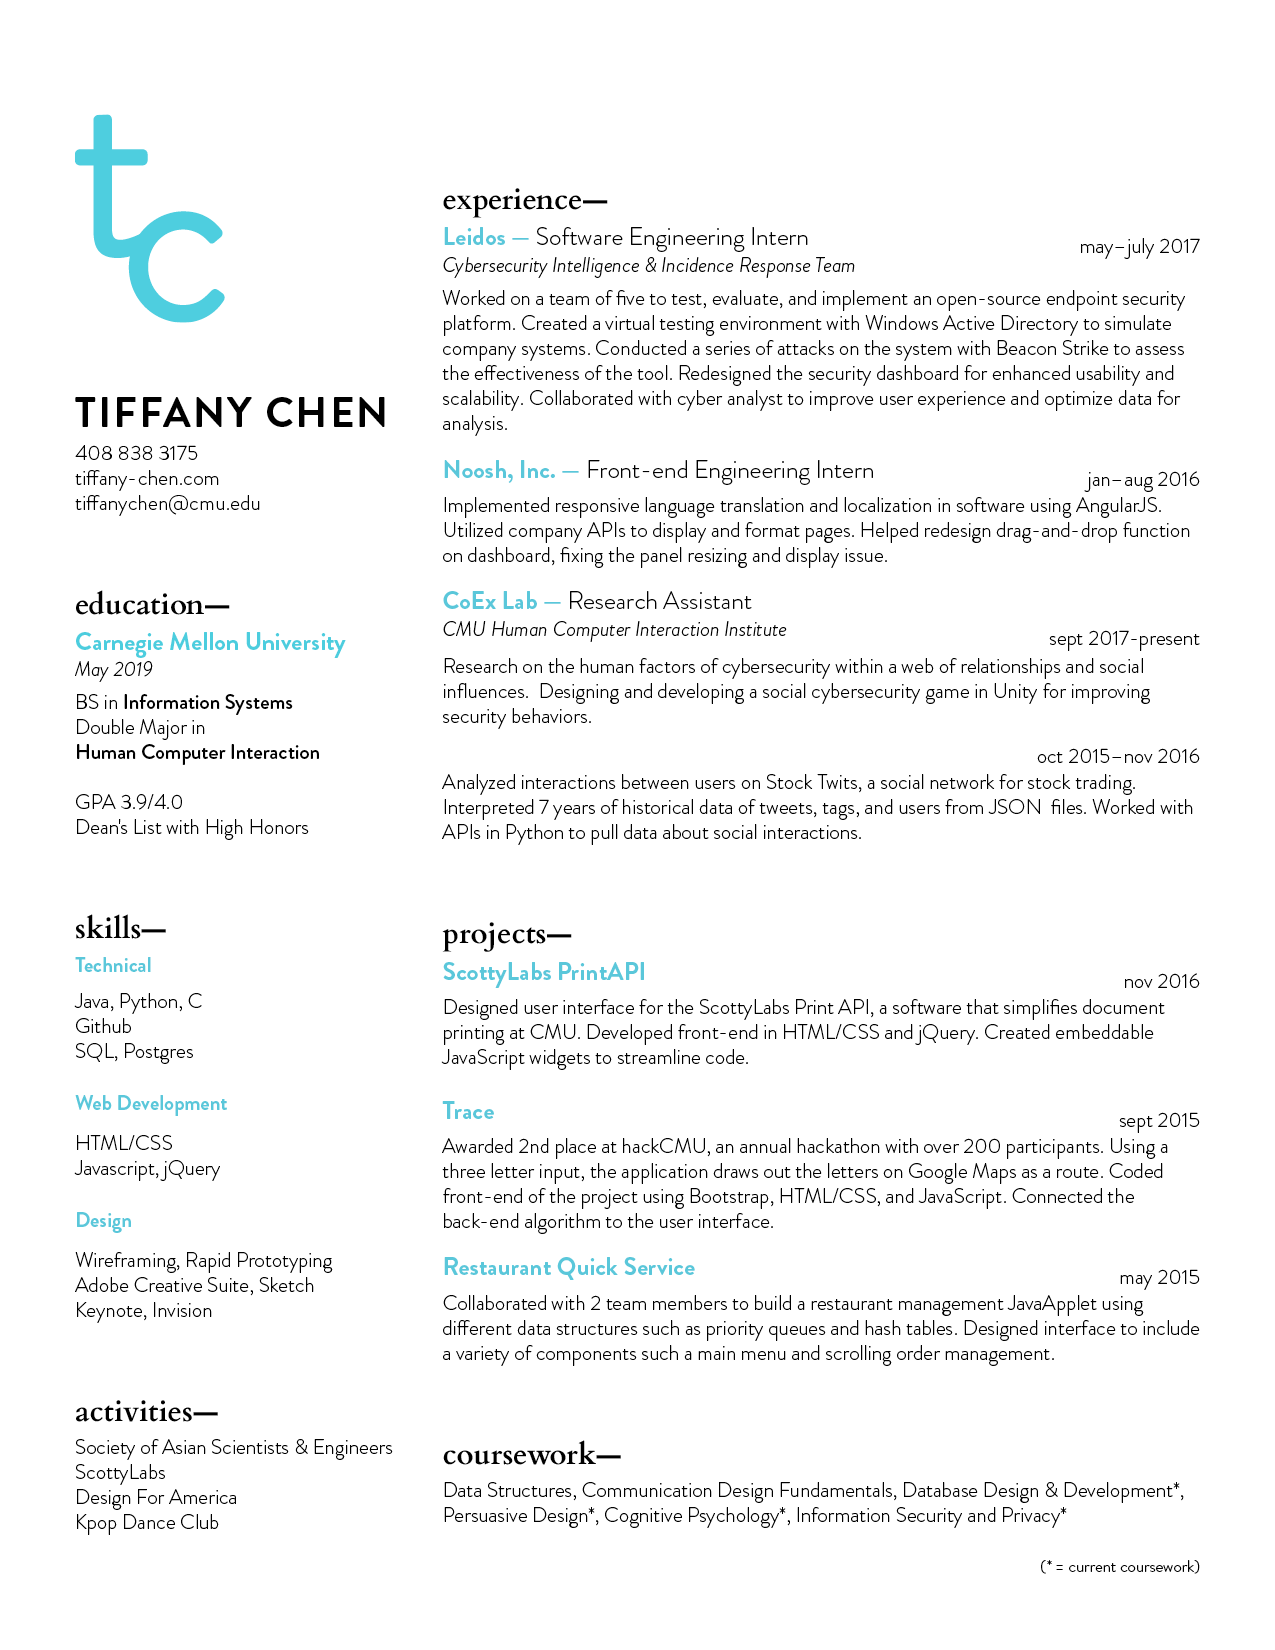 tc
TIFFANY CHEN
408 838 3175
tiffany-chen.com
tiffanychen@cmu.edu
education—
Carnegie Mellon University
May 2019
BS in Information Systems
Double Major in
Human Computer Interaction
GPA 3.9/4.0
Dean's List with High Honors
skills—
Technical
Java, Python, C
Github
SQL, Postgres
Web Development
HTML/CSS
Javascript, jQuery
Design
Wireframing, Rapid Prototyping
Adobe Creative Suite, Sketch
Keynote, Invision
activities—
Society of Asian Scientists & Engineers
ScottyLabs
Design For America
Kpop Dance Club
experience—
Leidos — Software Engineering Intern
may–july 2017
Cybersecurity Intelligence & Incidence Response Team
Worked on a team of five to test, evaluate, and implement an open-source endpoint security
platform. Created a virtual testing environment with Windows Active Directory to simulate
company systems. Conducted a series of attacks on the system with Beacon Strike to assess
the effectiveness of the tool. Redesigned the security dashboard for enhanced usability and
scalability. Collaborated with cyber analyst to improve user experience and optimize data for
analysis.
Noosh, Inc. — Front-end Engineering Intern
jan–aug 2016
Implemented responsive language translation and localization in software using AngularJS.
Utilized company APIs to display and format pages. Helped redesign drag-and-drop function
on dashboard, fixing the panel resizing and display issue.
CoEx Lab — Research Assistant
CMU Human Computer Interaction Institute
sept 2017-present
Research on the human factors of cybersecurity within a web of relationships and social
influences.  Designing and developing a social cybersecurity game in Unity for improving
security behaviors.
oct 2015–nov 2016
Analyzed interactions between users on Stock Twits, a social network for stock trading.
Interpreted 7 years of historical data of tweets, tags, and users from JSON  files. Worked with
APIs in Python to pull data about social interactions.
projects—
ScottyLabs PrintAPI
nov 2016
Designed user interface for the ScottyLabs Print API, a software that simplifies document
printing at CMU. Developed front-end in HTML/CSS and jQuery. Created embeddable
JavaScript widgets to streamline code.
Trace
sept 2015
Awarded 2nd place at hackCMU, an annual hackathon with over 200 participants. Using a
three letter input, the application draws out the letters on Google Maps as a route. Coded
front-end of the project using Bootstrap, HTML/CSS, and JavaScript. Connected the
back-end algorithm to the user interface.
Restaurant Quick Service
may 2015
Collaborated with 2 team members to build a restaurant management JavaApplet using
different data structures such as priority queues and hash tables. Designed interface to include
a variety of components such a main menu and scrolling order management.
coursework—
Data Structures, Communication Design Fundamentals, Database Design & Development*,
Persuasive Design*, Cognitive Psychology*, Information Security and Privacy*
(* = current coursework)